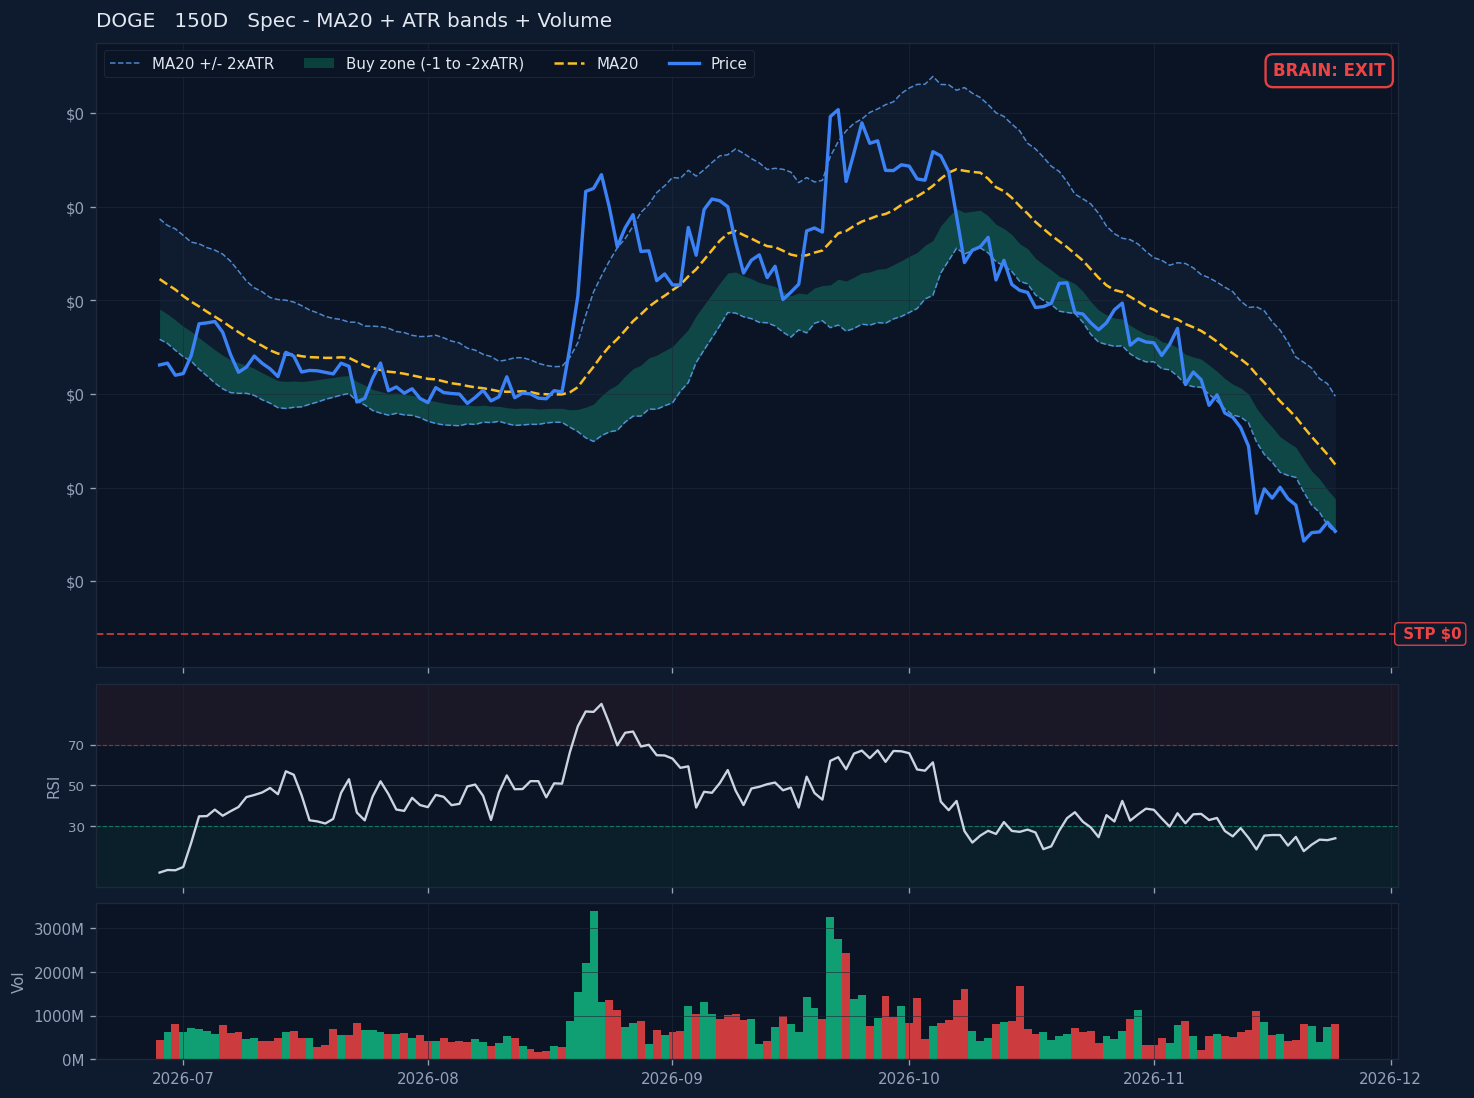 DOGE   150D   Spec - MA20 + ATR bands + Volume
MA20 +/- 2xATR   Buy zone (-1 to -2xATR)   MA20   Price
BRAIN: EXIT
$0
$0
$0
$0
$0
$0
STP $0
70
50
30
RSI
3000M
2000M
1000M
0M
Vol
2026-07   2026-08   2026-09   2026-10   2026-11   2026-12